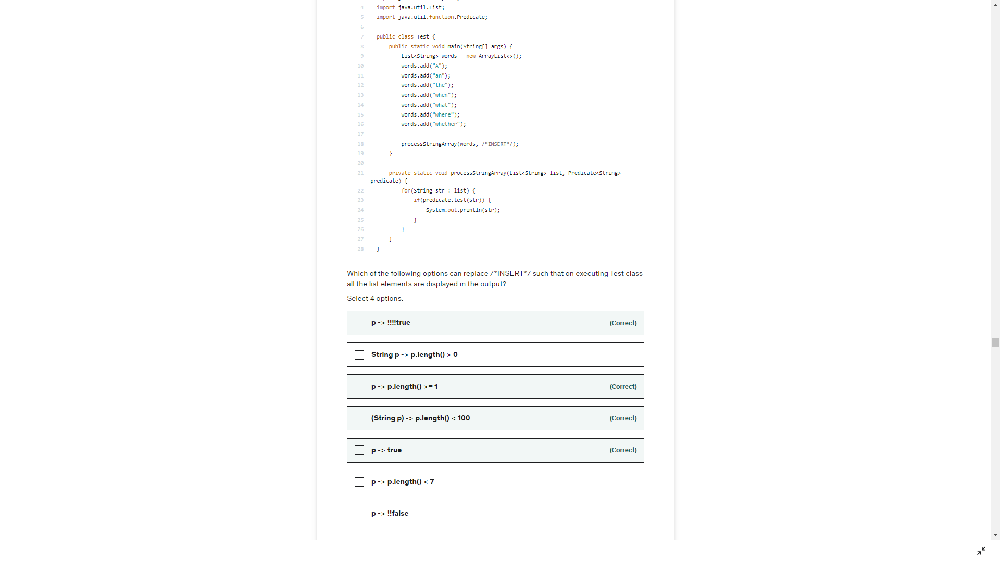 4 import java.util.List;
5 import java.util.function.Predicate;
6
7 public class Test {
8 public static void main(String[] args) {
9 List<String> words = new ArrayList<>();
10 words.add("A");
11 words.add("an");
12 words.add("the");
13 words.add("when");
14 words.add("what");
15 words.add("Where");
16 words.add("whether");
17
18 processStringArray(words, /*INSERT*/);
19 }
20
21 private static void processStringArray(List<String> list, Predicate<String>
predicate) {
22 for(String str : list) {
23 if(predicate.test(str)) {
24 System.out.println(str);
25 }
26 }
27 }
28 }
Which of the following options can replace /*INSERT*/ such that on executing Test class
all the list elements are displayed in the output?
Select 4 options.
p -> !!!!true (Correct)
String p -> p.length() > 0
p -> p.length() >= 1 (Correct)
(String p) -> p.length() < 100 (Correct)
p -> true (Correct)
p -> p.length() < 7
p -> !!false